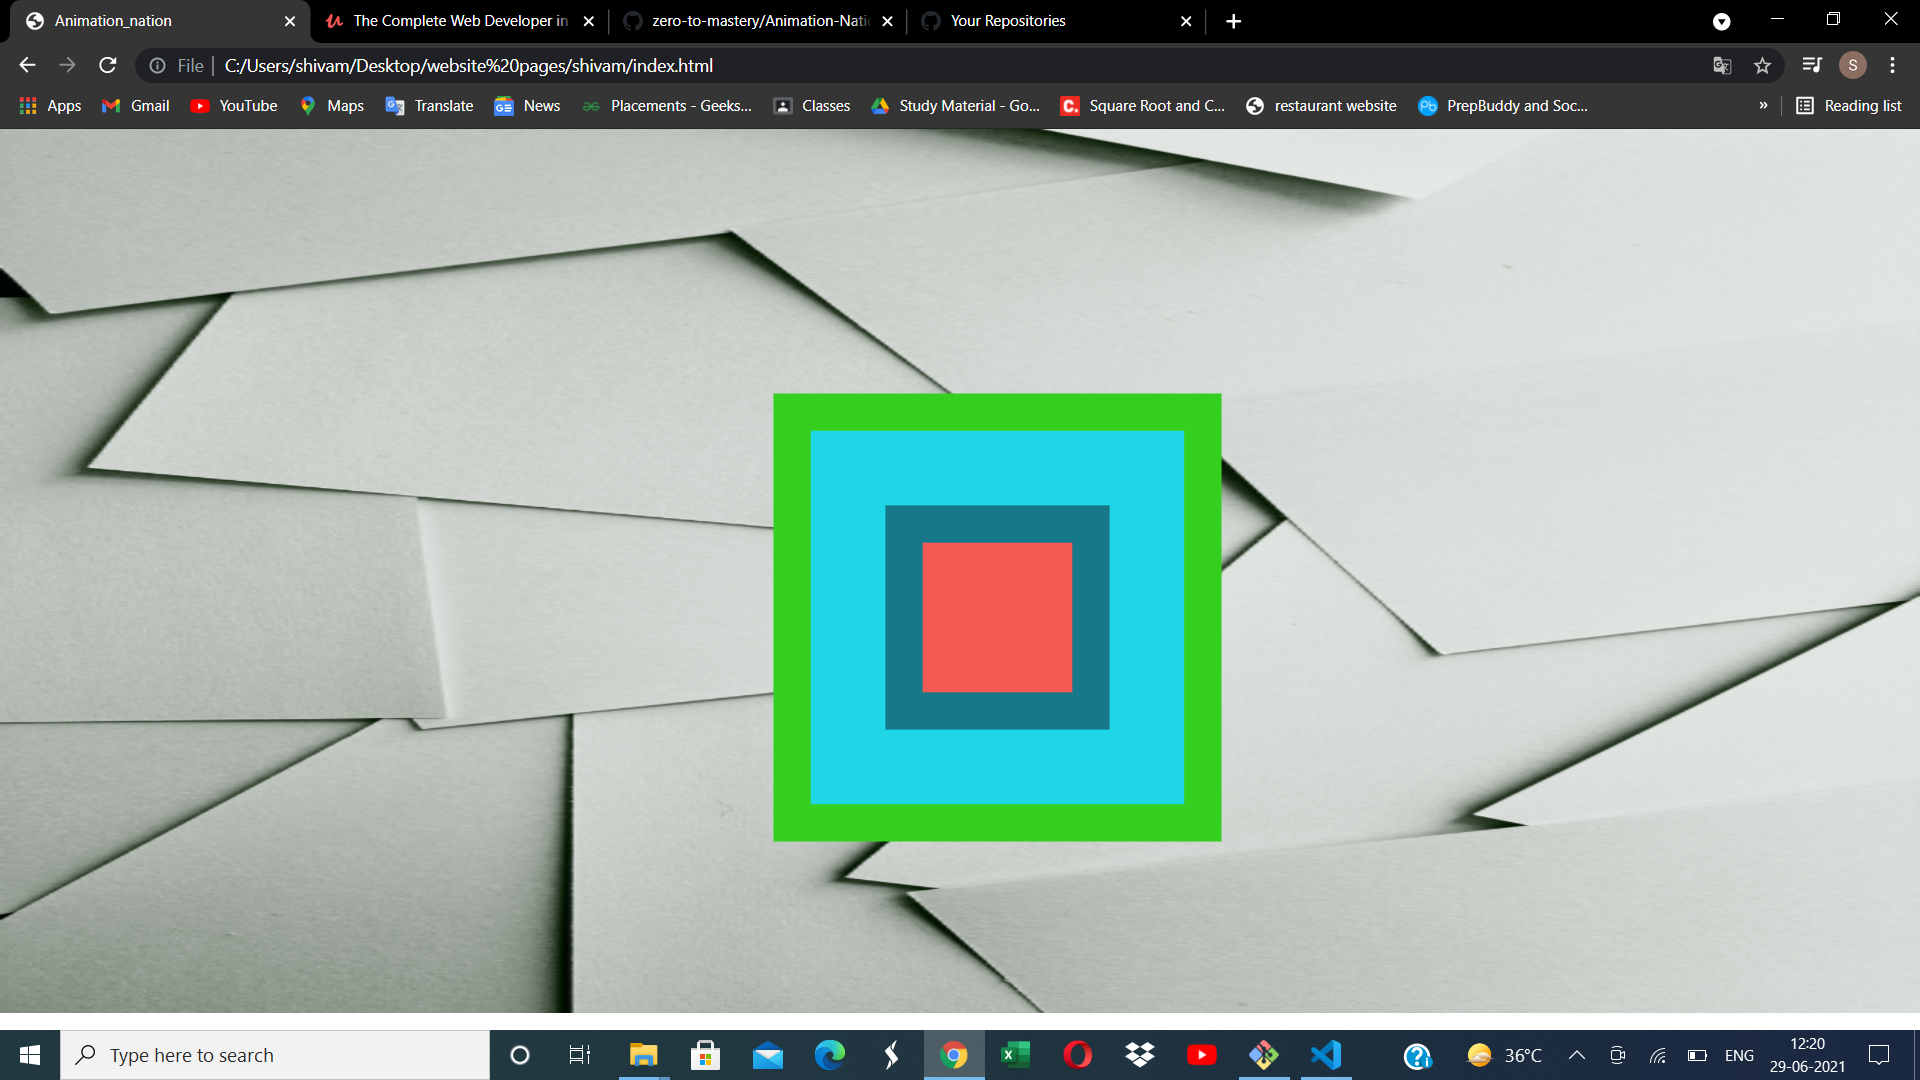 Animation_nation
The Complete Web Developer in
zero-to-mastery/Animation-Nati
Your Repositories
File C:/Users/shivam/Desktop/website%20pages/shivam/index.html
S
Apps Gmail YouTube Maps Translate News Placements - Geeks... Classes Study Material - Go... Square Root and C... restaurant website PrepBuddy and Soc... » Reading list
Type here to search
36°C
ENG
12:20
29-06-2021